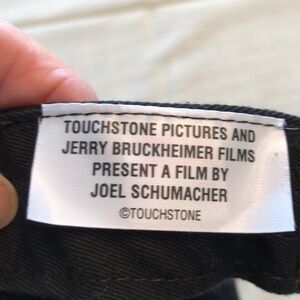 TOUCHSTONE PICTURES AND
JERRY BRUCKHEIMER FILMS
PRESENT A FILM BY
JOEL SCHUMACHER
©TOUCHSTONE